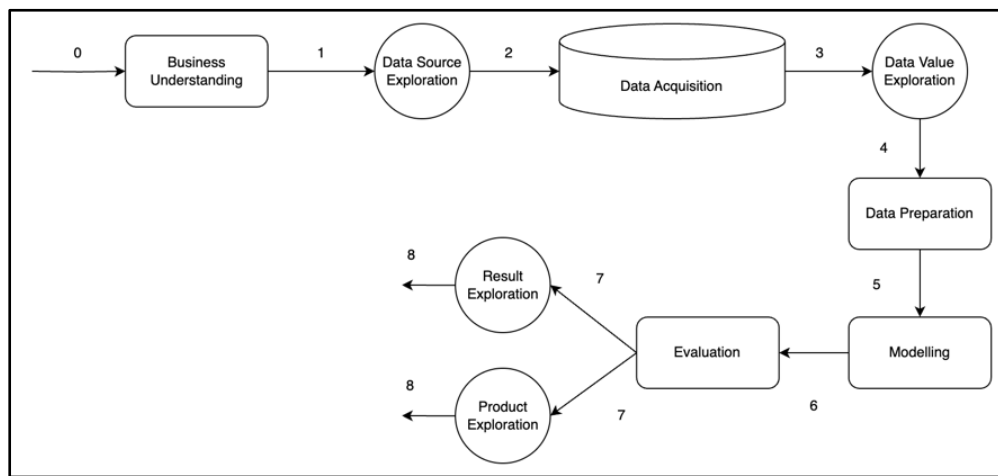 0
Business
Understanding
1
Data Source
Exploration
2
Data Acquisition
3
Data Value
Exploration
4
Data Preparation
5
Modelling
6
Evaluation
7
Result
Exploration
8
7
Product
Exploration
8